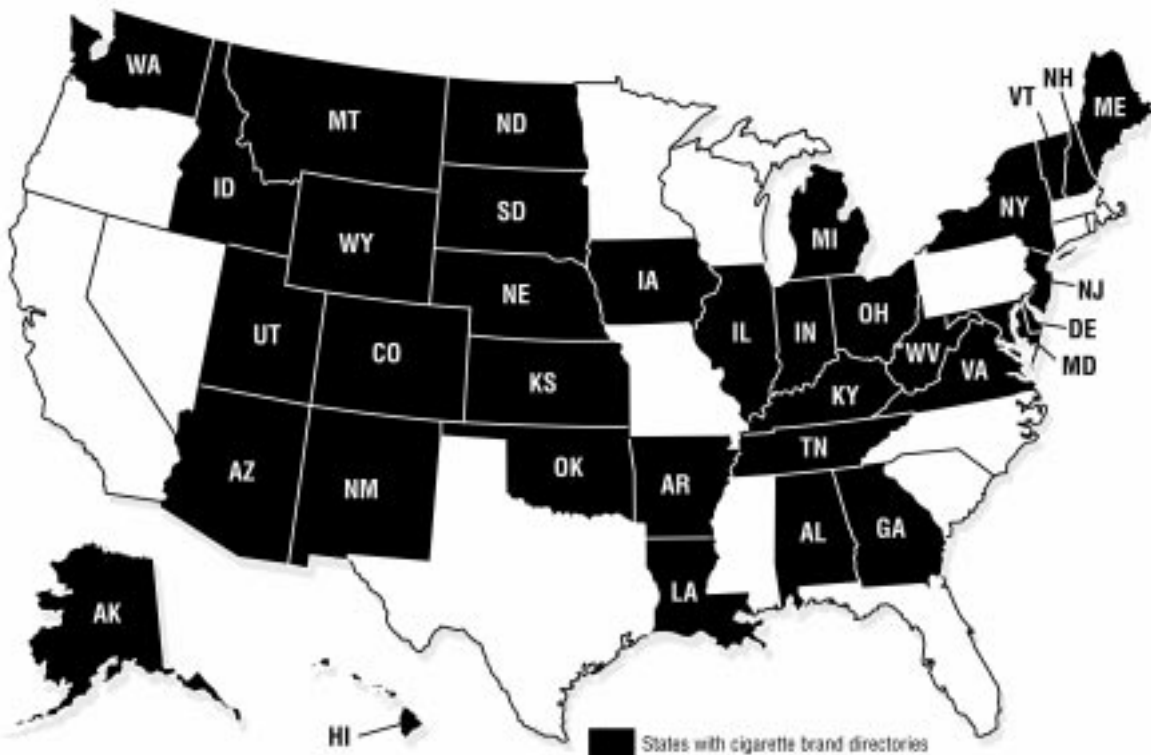 NH
VT
WA
ME
MT
ND
ID
NY
SD
WY
MI
IA
NE
NJ
OH
IL
IN
DE
UT
CO
WV
MD
VA
KS
KY
TN
AZ
OK
NM
AR
AL
GA
LA
AK
HI
States with cigarette brand directories